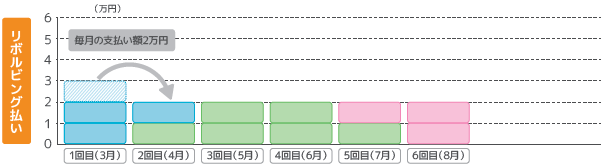 (万円)
リボルビング払い
6
5
4
3
2
1
0
毎月の支払い額2万円
1回目(3月)
2回目(4月)
3回目(5月)
4回目(6月)
5回目(7月)
6回目(8月)